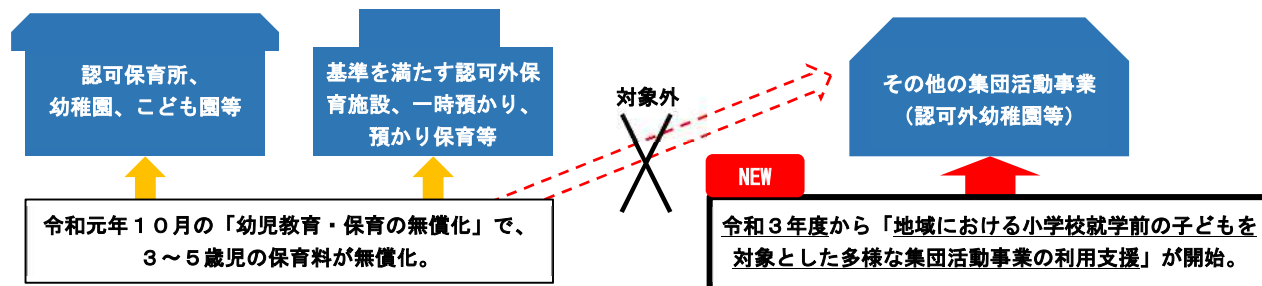 認可保育所、
幼稚園、こども園等
基準を満たす認可外保
育施設、一時預かり、
預かり保育等
対象外
その他の集団活動事業
（認可外幼稚園等）
NEW
令和元年１０月の「幼児教育・保育の無償化」で、
３～５歳児の保育料が無償化。
令和３年度から「地域における小学校就学前の子どもを
対象とした多様な集団活動事業の利用支援」が開始。